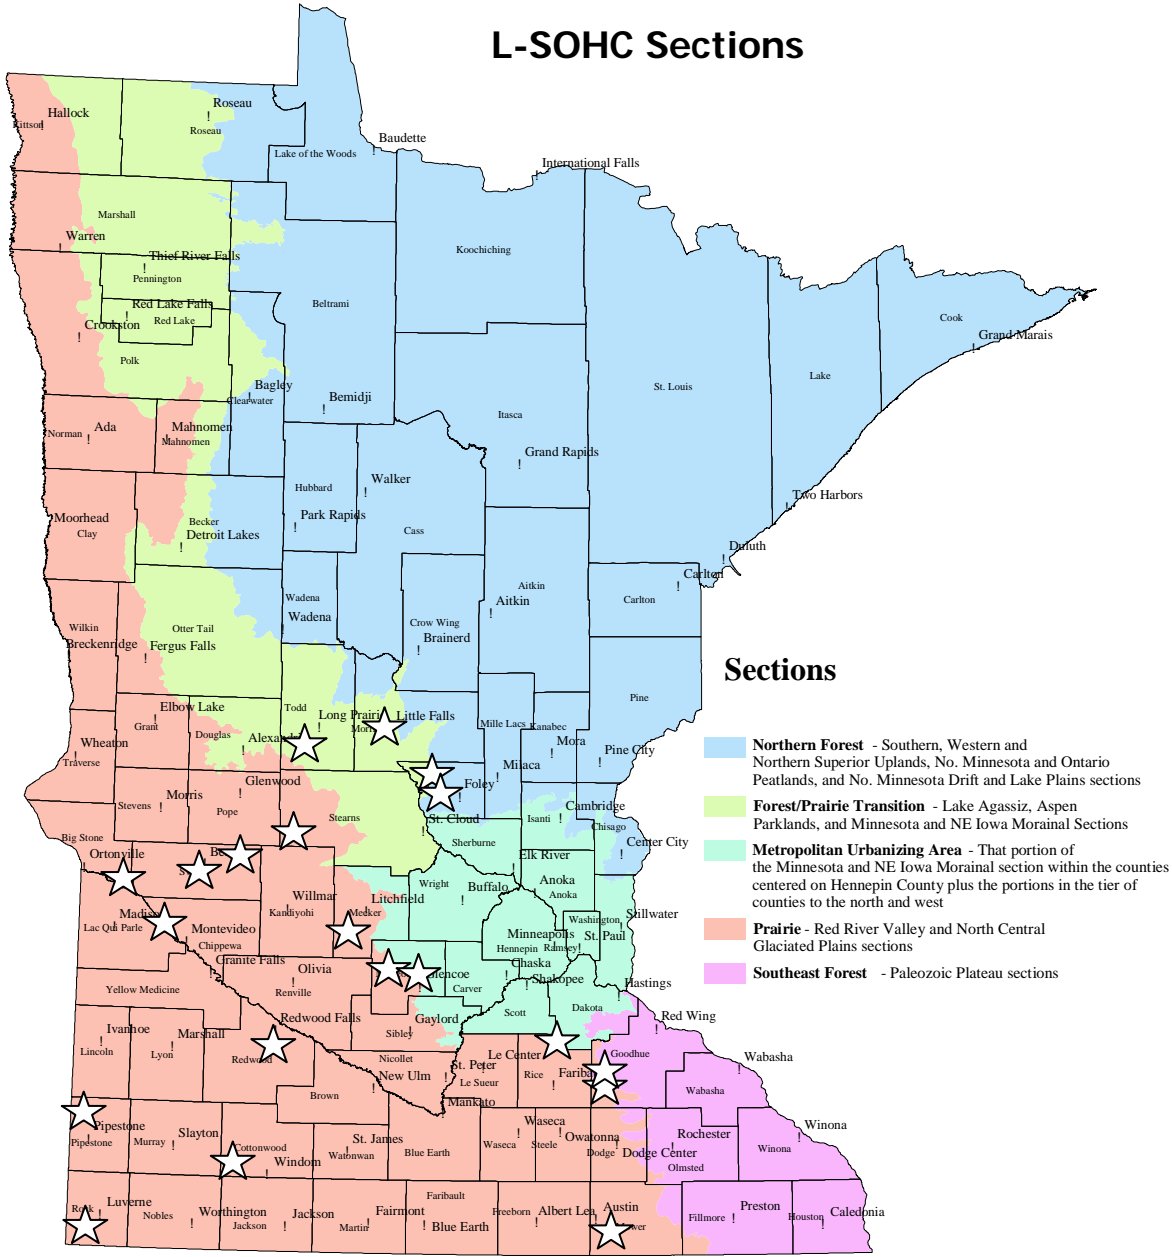 L-SOHC Sections
Roseau
Hallock
Kittson
Roseau
Baudette
Lake of the Woods
International Falls
Marshall
Warren
Koochiching
Thief River Falls
Pennington
Red Lake Falls
Red Lake
Beltrami
Cook
Crookston
Grand Marais
Polk
Lake
St. Louis
Bagley
Clearwater
Bemidji
Itasca
Ada
Norman
Mahnomen
Mahnomen
Grand Rapids
Walker
Hubbard
Two Harbors
Park Rapids
Moorhead
Clay
Becker
Detroit Lakes
Cass
Duluth
Carlton
Aitkin
Aitkin
Carlton
Wadena
Wadena
Crow Wing
Brainerd
Wilkin
Breckenridge
Otter Tail
Fergus Falls
Sections
Pine
Elbow Lake
Todd
Long Prairie
Little Falls
Grant
Mille Lacs
Kanabec
Douglas
Wheaton
Traverse
Mora
Pine City
Milaca
Northern Forest - Southern, Western and
Northern Superior Uplands, No. Minnesota and Ontario
Peatlands, and No. Minnesota Drift and Lake Plains sections
Glenwood
Foley
Morris
Stevens
Pope
Stearns
St. Cloud
Isanti
Cambridge
Chisago
Forest/Prairie Transition - Lake Agassiz, Aspen
Parklands, and Minnesota and NE Iowa Morainal Sections
Big Stone
Ortonville
Sherburne
Center City
Elk River
Metropolitan Urbanizing Area - That portion of
the Minnesota and NE Iowa Morainal section within the counties
centered on Hennepin County plus the portions in the tier of
counties to the north and west
Wright
Buffalo
Anoka
Anoka
Willmar
Kandiyohi
Litchfield
Meeker
Stillwater
Washington
Lac Qui Parle
Montevideo
Chippewa
Minneapolis
Hennepin
Ramsey
St. Paul
Prairie - Red River Valley and North Central
Glaciated Plains sections
Granite Falls
Olivia
Renville
Chaska
Carver
Shakopee
Southeast Forest - Paleozoic Plateau sections
Yellow Medicine
Hastings
Scott
Dakota
Redwood Falls
Gaylord
Sibley
Red Wing
Ivanhoe
Lincoln
Marshall
Lyon
Redwood
Nicollet
New Ulm
St. Peter
Le Center
Le Sueur
Rice
Goodhue
Wabasha
Wabasha
Brown
Mankato
Pipestone
Pipestone
Murray
Slayton
Cottonwood
Windom
St. James
Watonwan
Blue Earth
Waseca
Waseca
Steele
Owatonna
Dodge
Dodge Center
Rochester
Olmsted
Winona
Winona
Luverne
Nobles
Worthington
Jackson
Jackson
Martin
Fairmont
Faribault
Blue Earth
Freeborn
Albert Lea
Austin
Fillmore
Preston
Houston
Caledonia